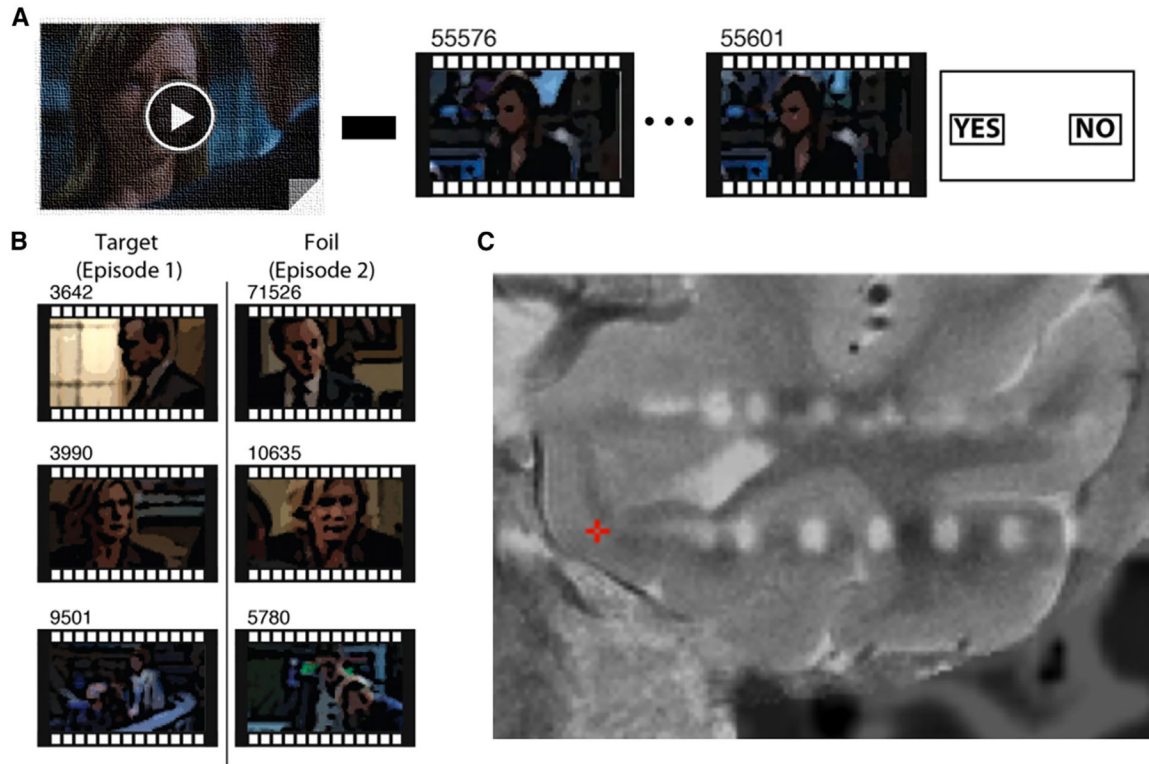 A
55576
55601
YES
NO
B
Target
(Episode 1)
Foil
(Episode 2)
3642
71526
3990
10635
9501
5780
C